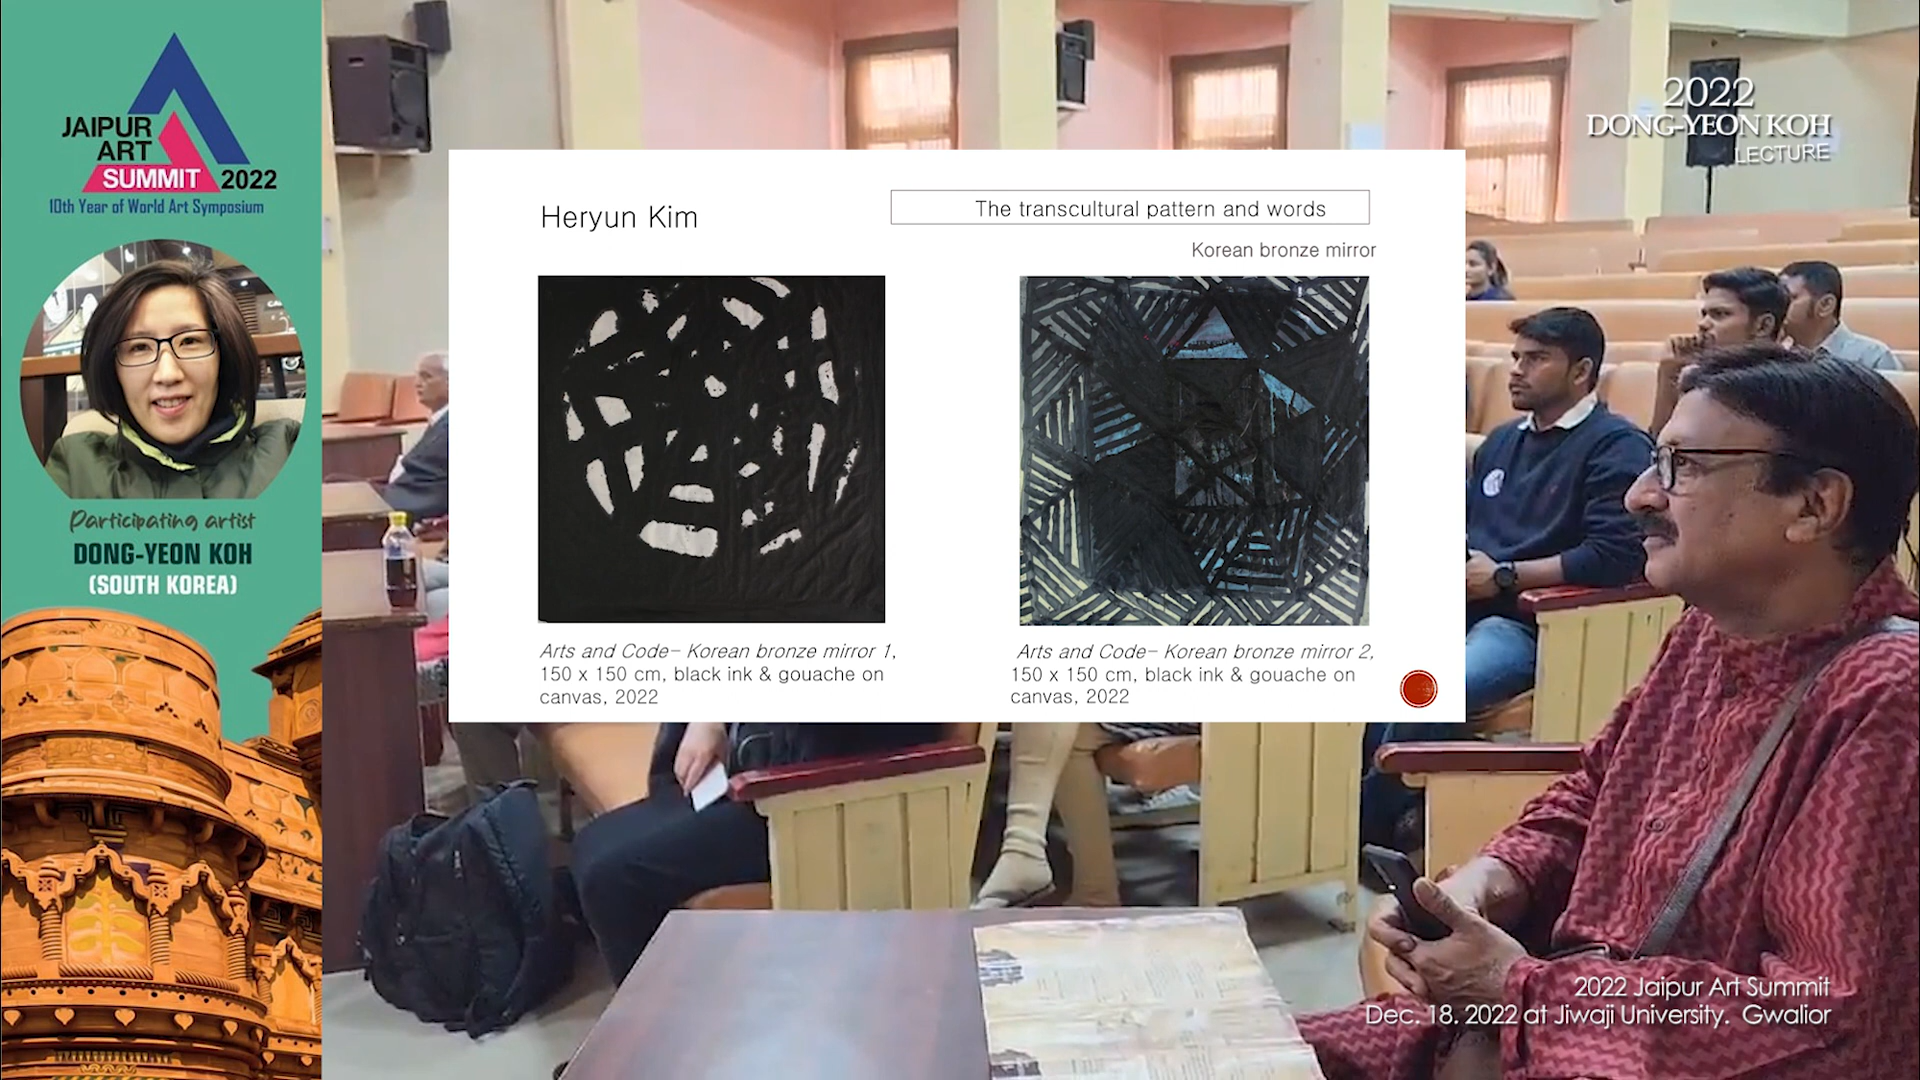 JAIPUR
ART
SUMMIT 2022
10th Year of World Art Symposium
Participating artist
DONG-YEON KOH
(SOUTH KOREA)
Heryun Kim
The transcultural pattern and words
Korean bronze mirror
Arts and Code- Korean bronze mirror 1,
150 x 150 cm, black ink & gouache on
canvas, 2022
Arts and Code- Korean bronze mirror 2,
150 x 150 cm, black ink & gouache on
canvas, 2022
2022
DONG-YEON KOH
LECTURE
2022 Jaipur Art Summit
Dec. 18. 2022 at Jiwaji University. Gwalior